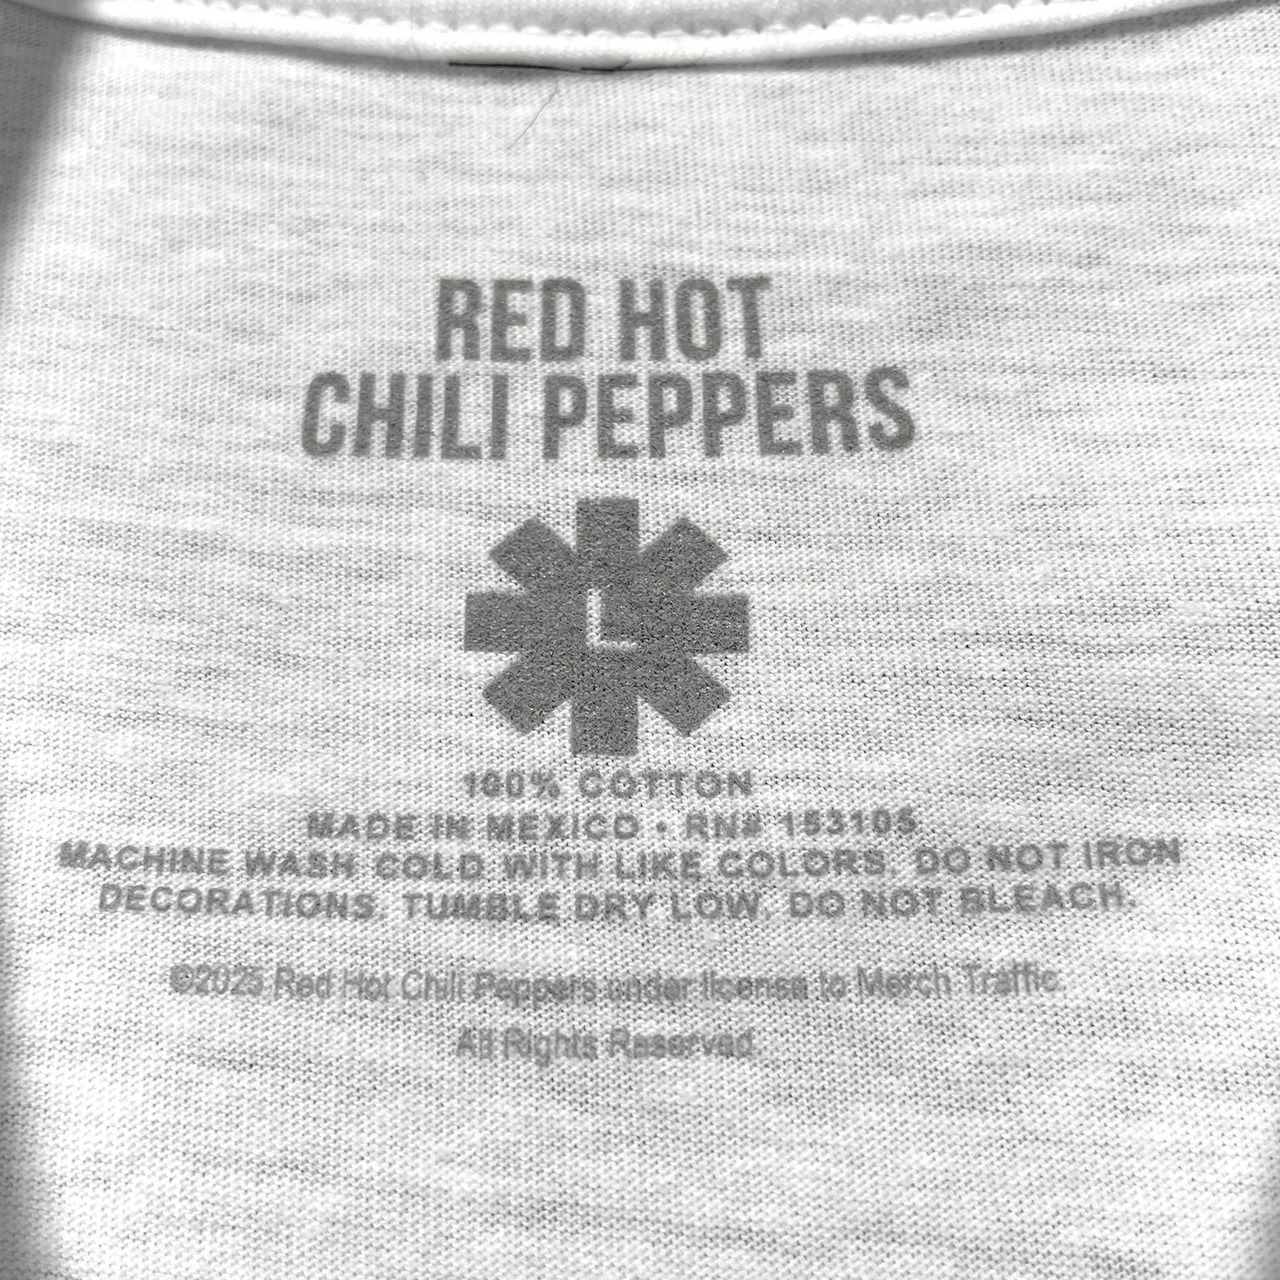 RED HOT
CHILI PEPPERS
L
100% COTTON
MADE IN MEXICO • RN# 153105
MACHINE WASH COLD WITH LIKE COLORS. DO NOT IRON
DECORATIONS. TUMBLE DRY LOW. DO NOT BLEACH.
©2025 Red Hot Chili Peppers under license to Merch Traffic.
All Rights Reserved.